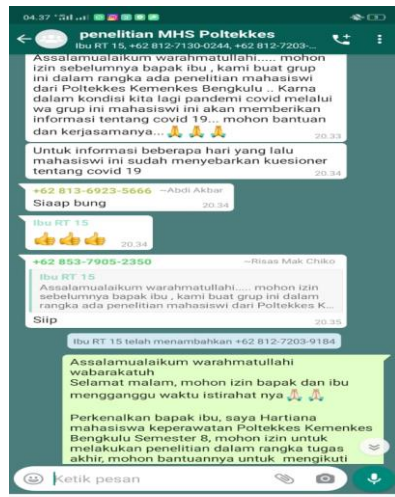 04.37
penelitian MHS Poltekkes
Ibu RT 15, +62 812-7130-0244, +62 812-7203-...
Assalamualaikum warahmatullahi..... mohon
izin sebelumnya bapak ibu , kami buat grup
ini dalam rangka ada penelitian mahasiswi
dari Poltekkes Kemenkes Bengkulu .. Karna
dalam kondisi kita lagi pandemi covid melalui
wa grup ini mahasiswi ini akan memberikan
informasi tentang covid 19... mohon bantuan
dan kerjasamanya... 🙏 🙏 🙏
20.33
Untuk informasi beberapa hari yang lalu
mahasiswi ini sudah menyebarkan kuesioner
tentang covid 19
20.34
+62 813-6923-5666 ~Abdi Akbar
Siaap bung
20.34
Ibu RT 15
👍👍👍 20.34
+62 853-7905-2350 ~Risas Mak Chiko
Ibu RT 15
Assalamualaikum warahmatullahi..... mohon izin
sebelumnya bapak ibu , kami buat grup ini dalam
rangka ada penelitian mahasiswi dari Poltekkes K...
Siip
20.35
Ibu RT 15 telah menambahkan +62 812-7203-9184
Assalamualaikum warahmatullahi
wabarakatuh
Selamat malam, mohon izin bapak dan ibu
mengganggu waktu istirahat nya 🙏 🙏
Perkenalkan bapak ibu, saya Hartiana
mahasiswa keperawatan Poltekkes Kemenkes
Bengkulu Semester 8, mohon izin untuk
melakukan penelitian dalam rangka tugas
akhir, mohon bantuannya untuk mengikuti
Ketik pesan